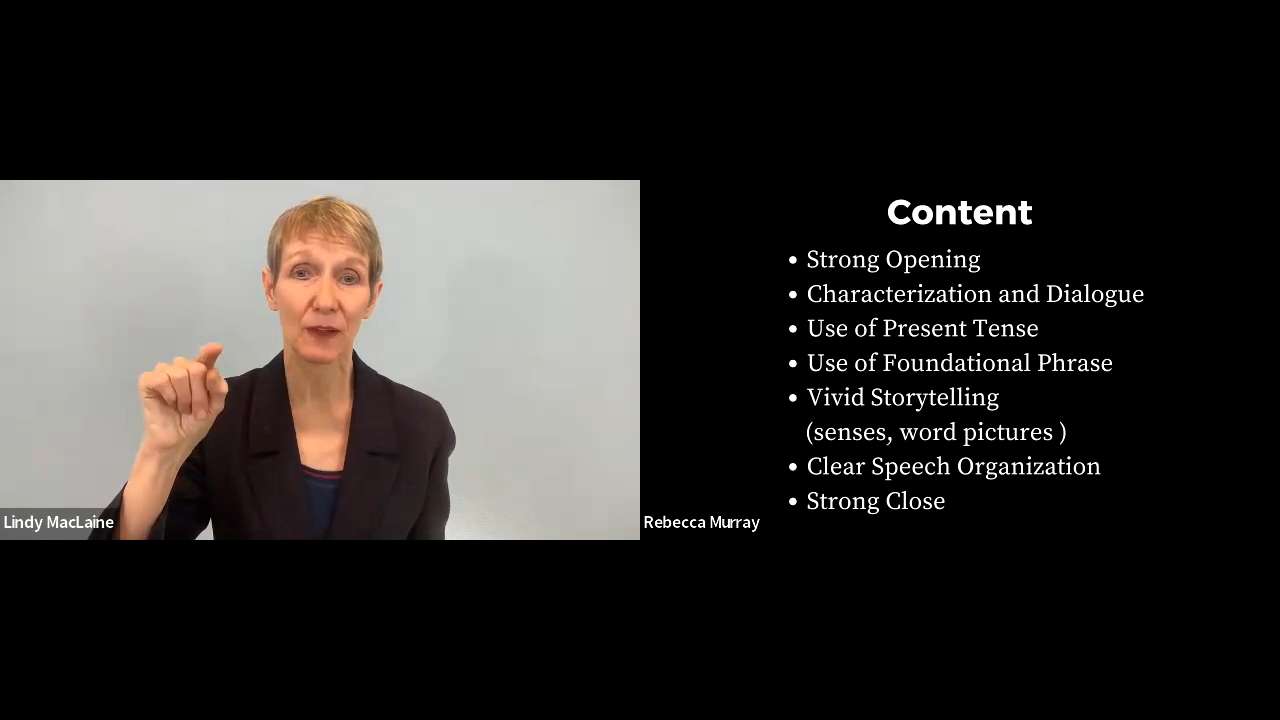 Content
• Strong Opening
• Characterization and Dialogue
• Use of Present Tense
• Use of Foundational Phrase
• Vivid Storytelling
(senses, word pictures )
• Clear Speech Organization
• Strong Close
Lindy MacLaine
Rebecca Murray